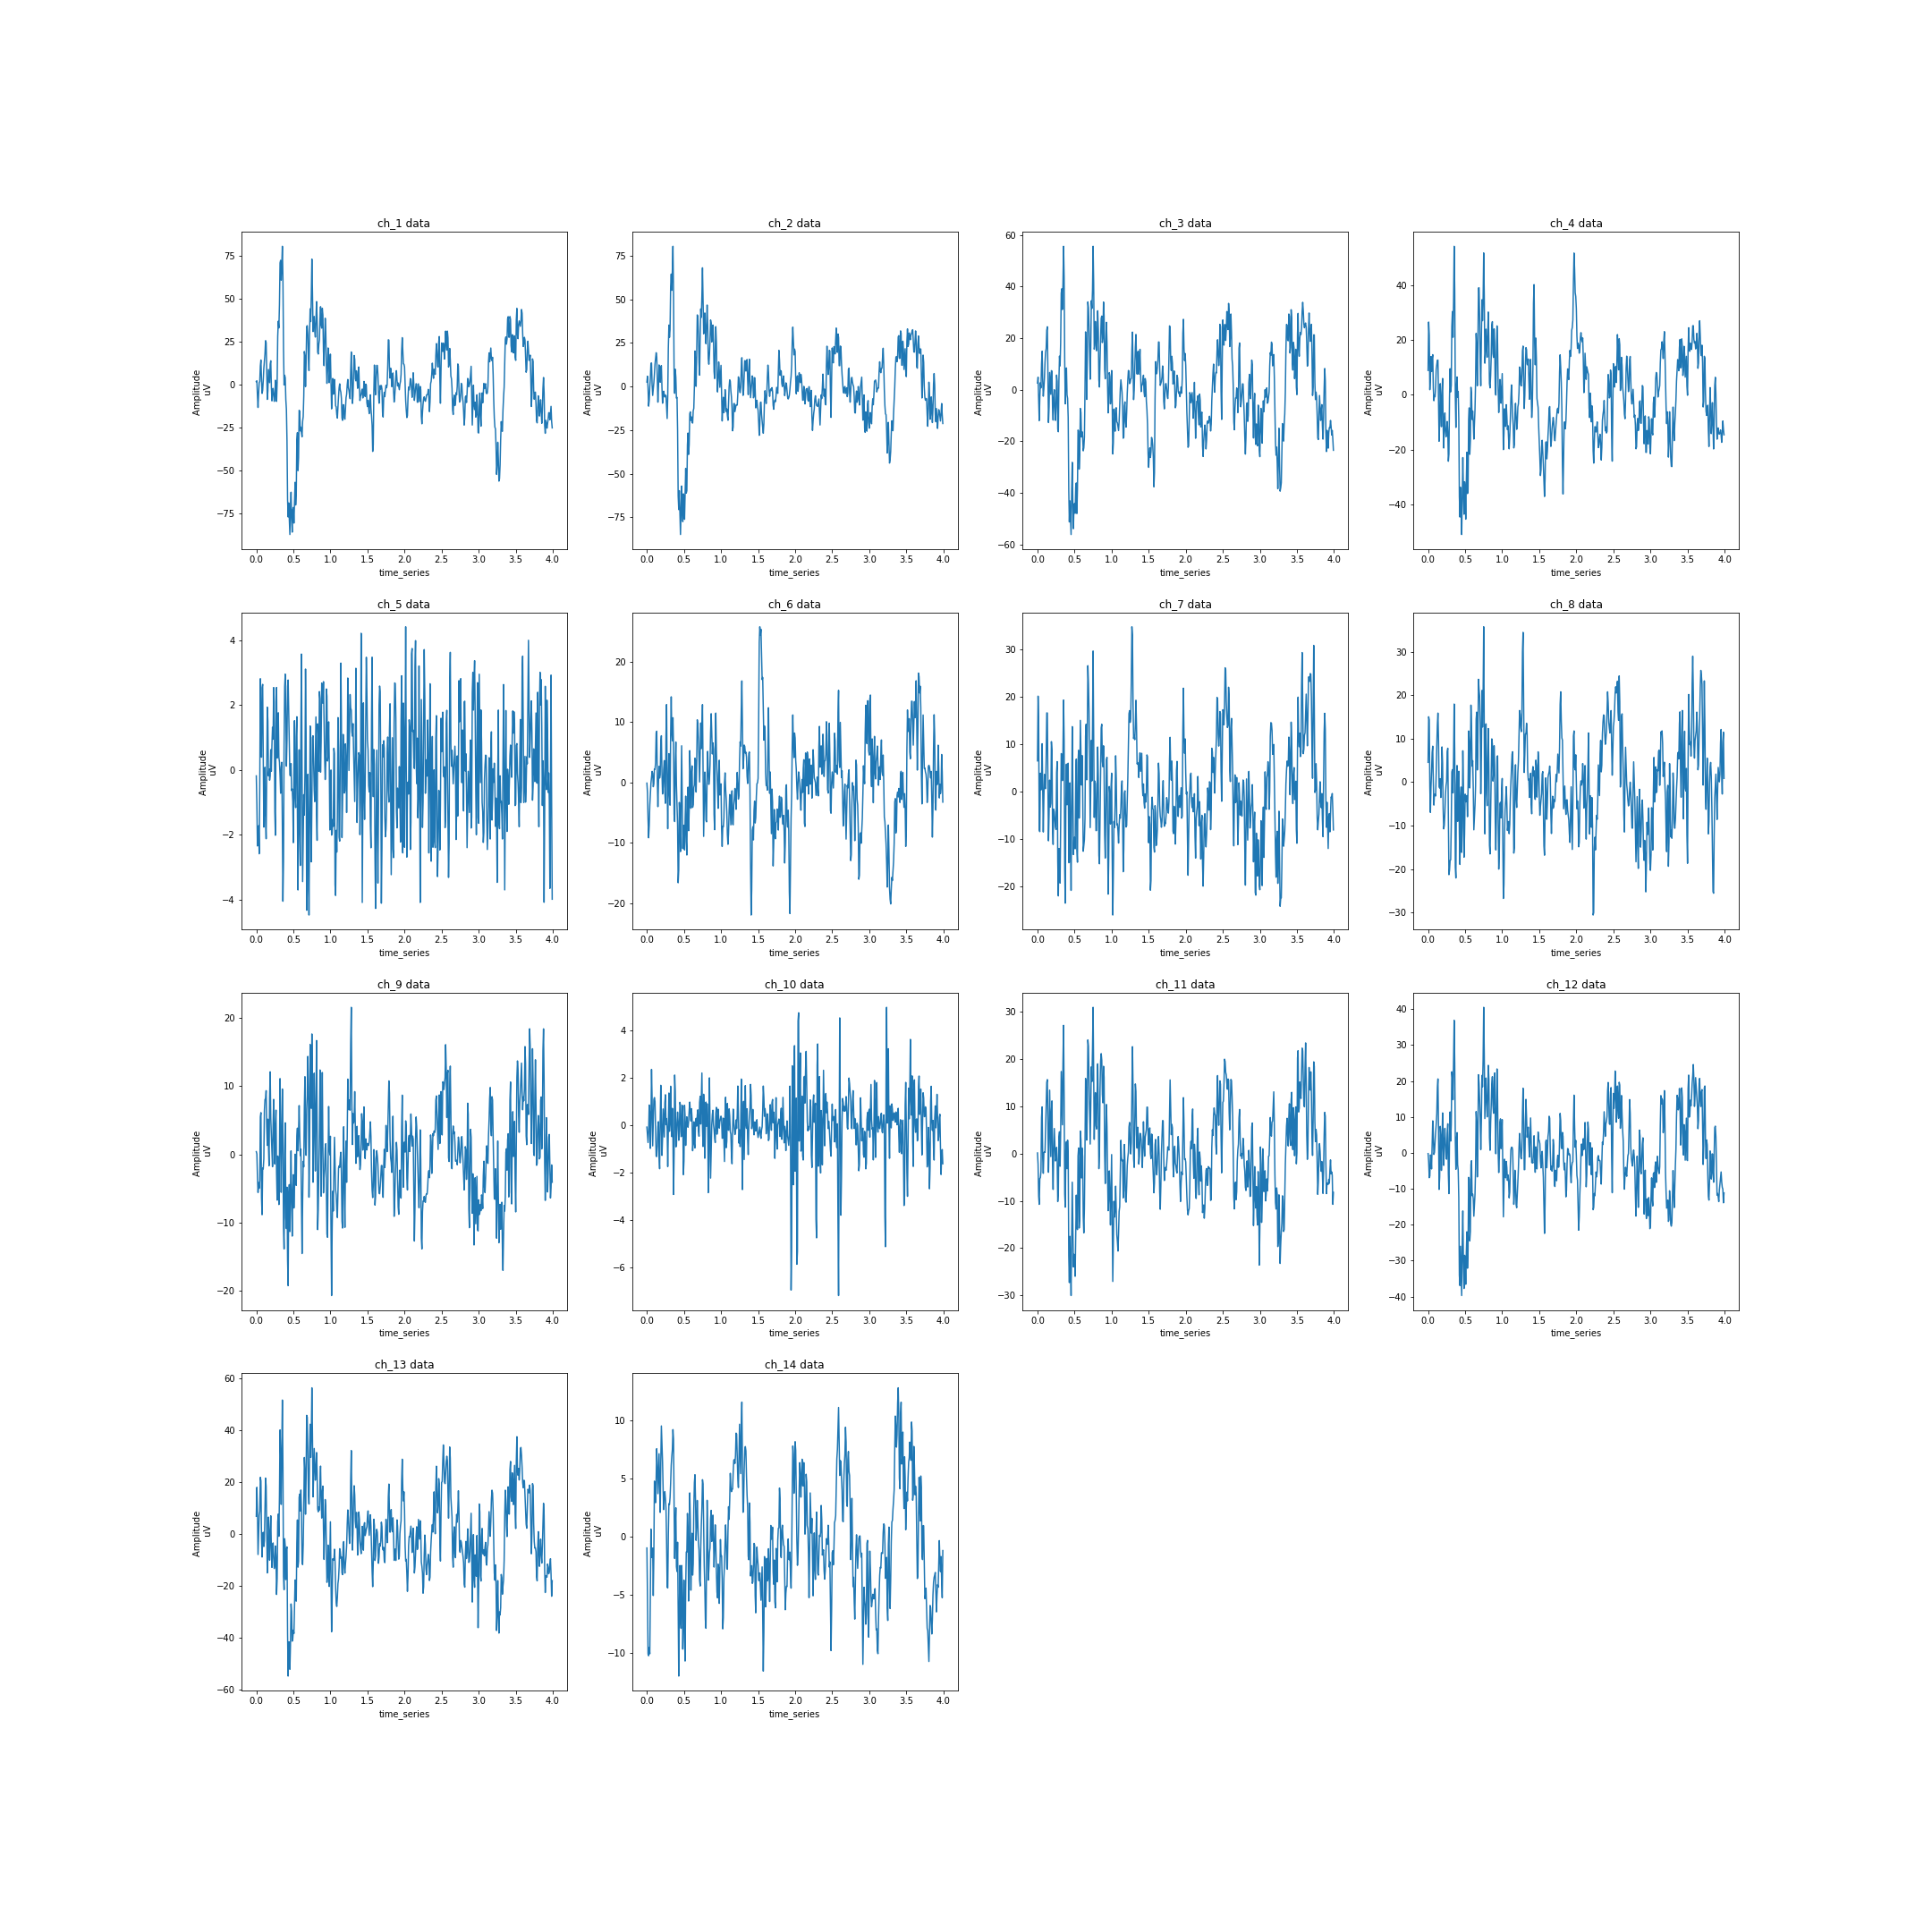 ch_1 data
75
50
25
0
−25
−50
−75
Amplitude
uV
0.0 0.5 1.0 1.5 2.0 2.5 3.0 3.5 4.0
time_series
ch_2 data
75
50
25
0
−25
−50
−75
Amplitude
uV
0.0 0.5 1.0 1.5 2.0 2.5 3.0 3.5 4.0
time_series
ch_3 data
60
40
20
0
−20
−40
−60
Amplitude
uV
0.0 0.5 1.0 1.5 2.0 2.5 3.0 3.5 4.0
time_series
ch_4 data
40
20
0
−20
−40
Amplitude
uV
0.0 0.5 1.0 1.5 2.0 2.5 3.0 3.5 4.0
time_series
ch_5 data
4
2
0
−2
−4
Amplitude
uV
0.0 0.5 1.0 1.5 2.0 2.5 3.0 3.5 4.0
time_series
ch_6 data
20
10
0
−10
−20
Amplitude
uV
0.0 0.5 1.0 1.5 2.0 2.5 3.0 3.5 4.0
time_series
ch_7 data
30
20
10
0
−10
−20
Amplitude
uV
0.0 0.5 1.0 1.5 2.0 2.5 3.0 3.5 4.0
time_series
ch_8 data
30
20
10
0
−10
−20
−30
Amplitude
uV
0.0 0.5 1.0 1.5 2.0 2.5 3.0 3.5 4.0
time_series
ch_9 data
20
10
0
−10
−20
Amplitude
uV
0.0 0.5 1.0 1.5 2.0 2.5 3.0 3.5 4.0
time_series
ch_10 data
4
2
0
−2
−4
−6
Amplitude
uV
0.0 0.5 1.0 1.5 2.0 2.5 3.0 3.5 4.0
time_series
ch_11 data
30
20
10
0
−10
−20
−30
Amplitude
uV
0.0 0.5 1.0 1.5 2.0 2.5 3.0 3.5 4.0
time_series
ch_12 data
40
30
20
10
0
−10
−20
−30
−40
Amplitude
uV
0.0 0.5 1.0 1.5 2.0 2.5 3.0 3.5 4.0
time_series
ch_13 data
60
40
20
0
−20
−40
−60
Amplitude
uV
0.0 0.5 1.0 1.5 2.0 2.5 3.0 3.5 4.0
time_series
ch_14 data
10
5
0
−5
−10
Amplitude
uV
0.0 0.5 1.0 1.5 2.0 2.5 3.0 3.5 4.0
time_series